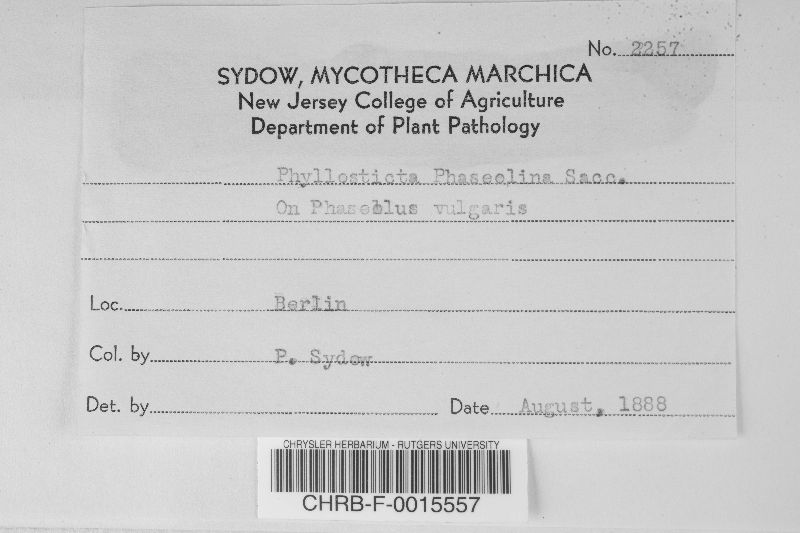 No. 2257
SYDOW, MYCOTHECA MARCHICA
New Jersey College of Agriculture
Department of Plant Pathology
Phyllosticta Phaseolina Sacc.
On Phaseolus vulgaris
Loc. Berlin
Col. by P. Sydow
Det. by
Date August, 1888
CHRYSLER HERBARIUM - RUTGERS UNIVERSITY
CHRB-F-0015557